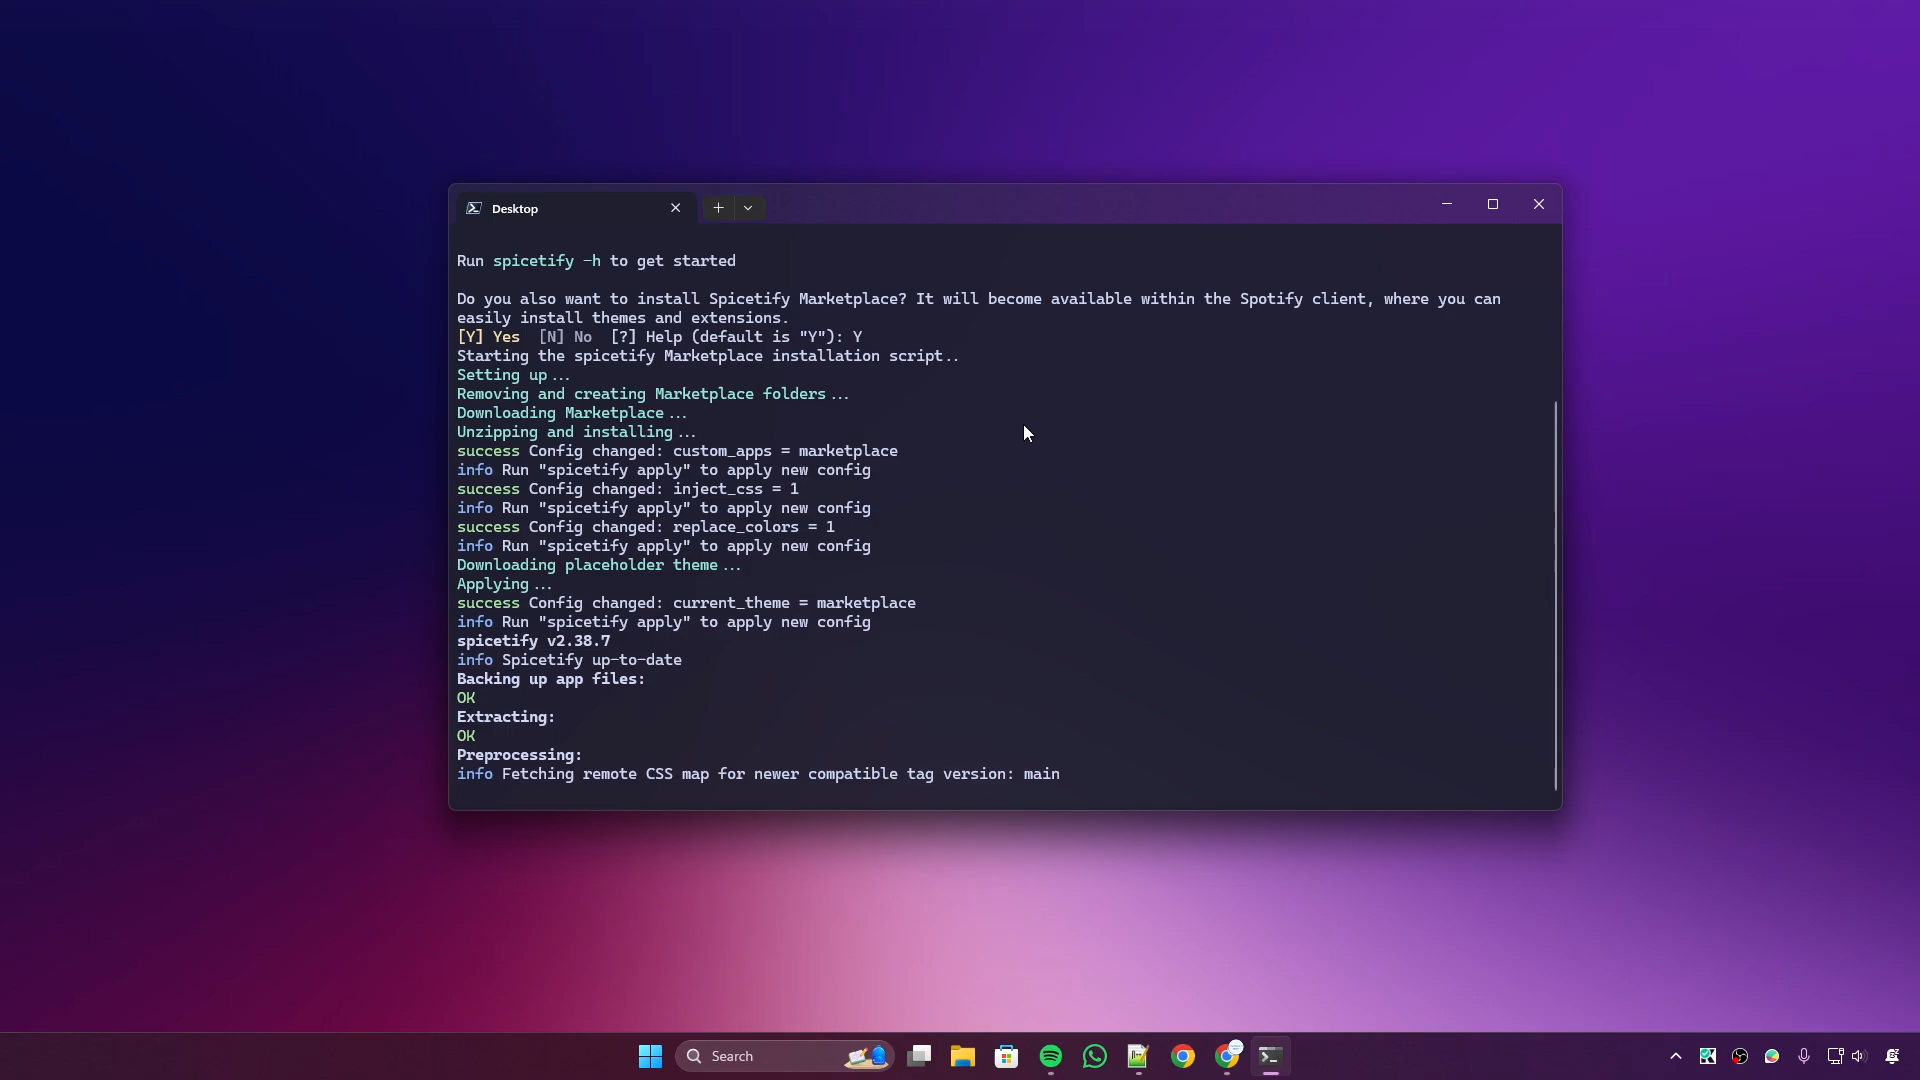 Desktop
Run spicetify -h to get started
Do you also want to install Spicetify Marketplace? It will become available within the Spotify client, where you can
easily install themes and extensions.
[Y] Yes  [N] No  [?] Help (default is "Y"): Y
Starting the spicetify Marketplace installation script..
Setting up...
Removing and creating Marketplace folders...
Downloading Marketplace...
Unzipping and installing...
success Config changed: custom_apps = marketplace
info Run "spicetify apply" to apply new config
success Config changed: inject_css = 1
info Run "spicetify apply" to apply new config
success Config changed: replace_colors = 1
info Run "spicetify apply" to apply new config
Downloading placeholder theme...
Applying...
success Config changed: current_theme = marketplace
info Run "spicetify apply" to apply new config
spicetify v2.38.7
info Spicetify up-to-date
Backing up app files:
OK
Extracting:
OK
Preprocessing:
info Fetching remote CSS map for newer compatible tag version: main
Search